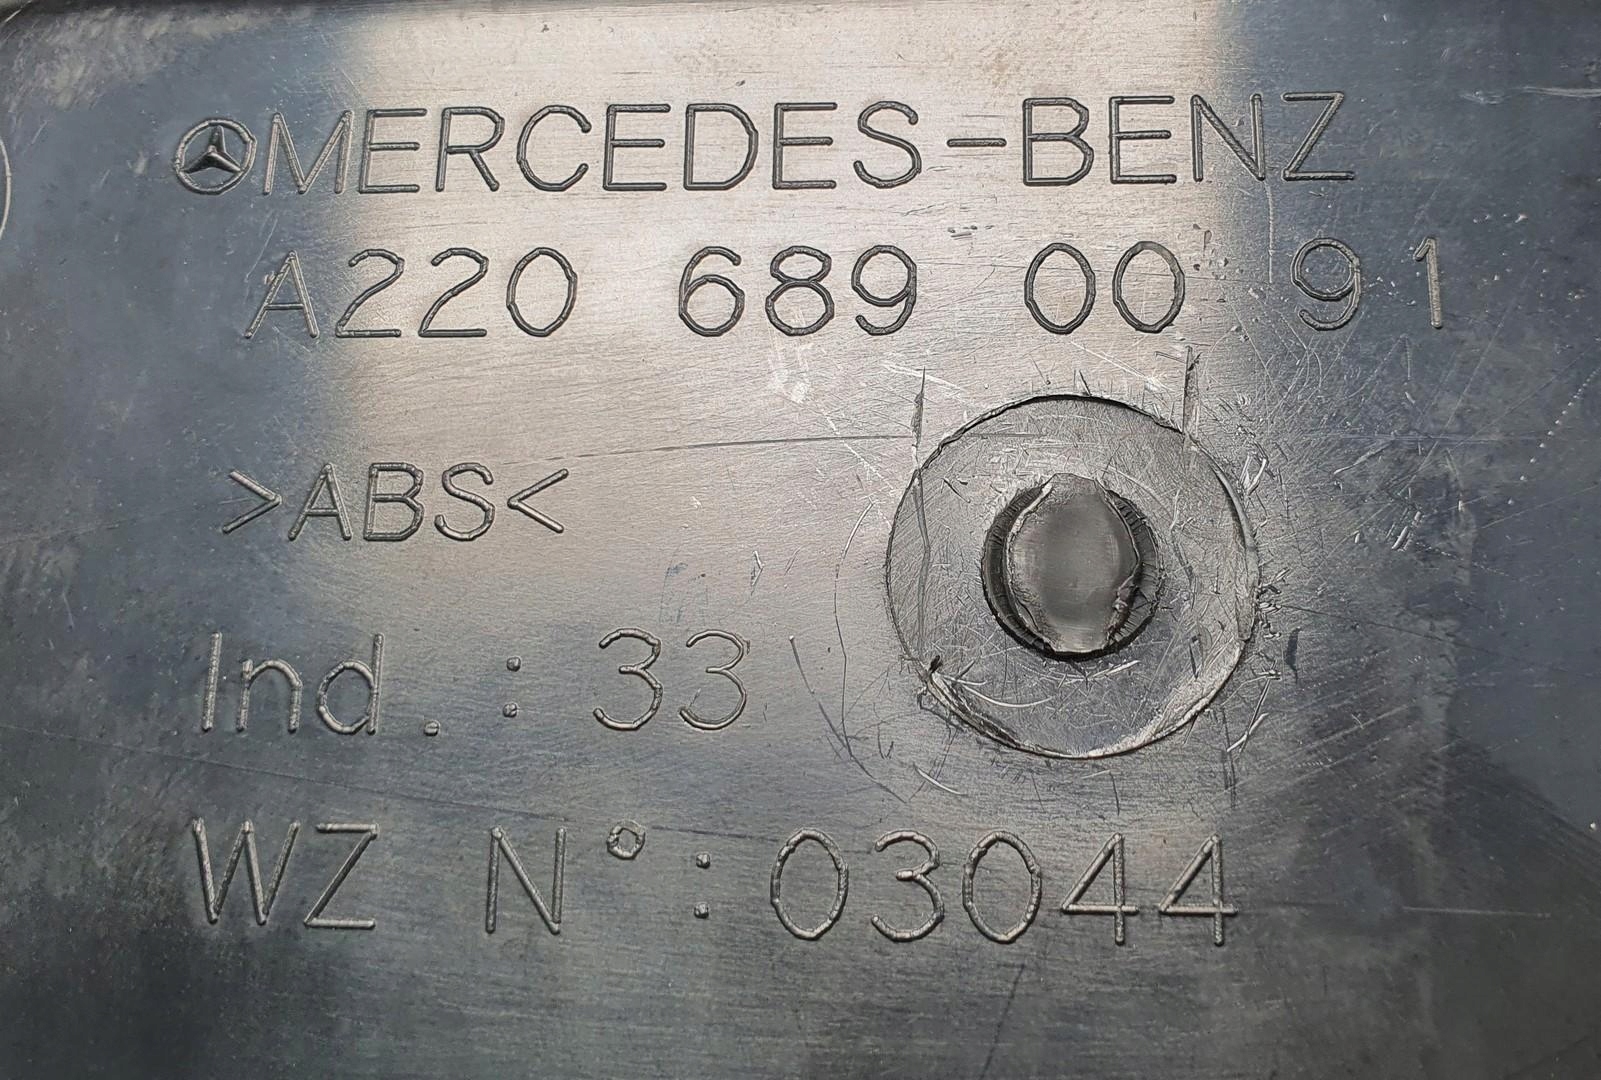 MERCEDES-BENZ
A220 689 00 91
>ABS<
Ind. : 33
WZ N° : 03044